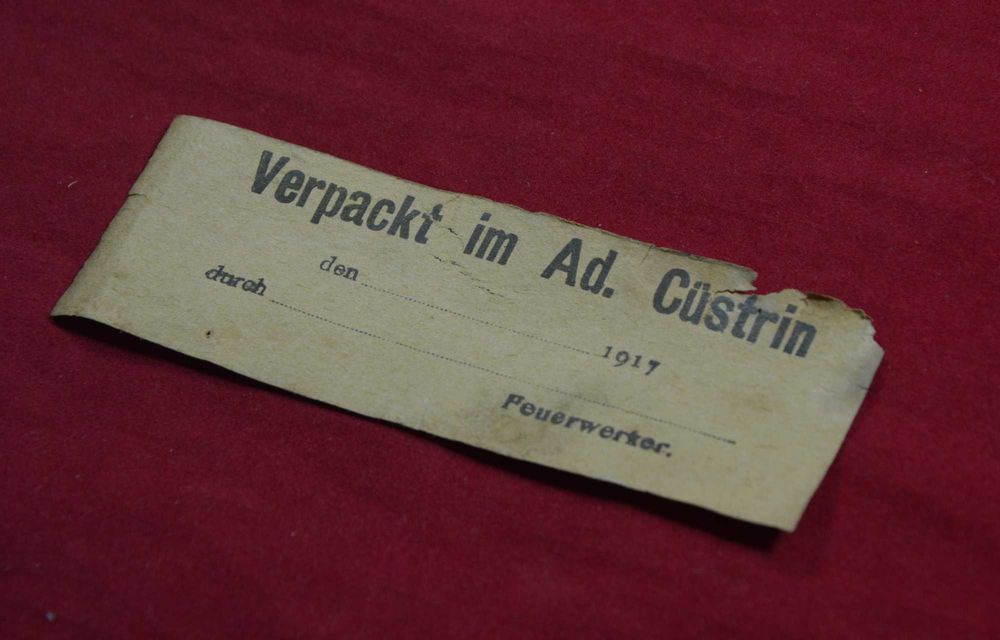 Verpackt im Ad. Cüstrin
den 1917
durch
Feuerwerker.